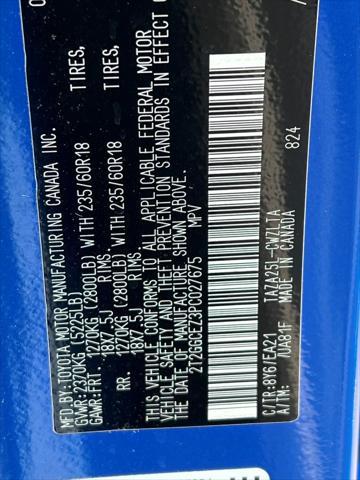 MFD.BY:TOYOTA MOTOR MANUFACTURING CANADA INC.
GVWR:2370KG (5225LB)
GAWR:FRT. 1270KG (2800LB) WITH 235/60R18 TIRES,
18X7.5J RIMS
RR. 1270KG (2800LB) WITH 235/60R18 TIRES,
18X7.5J RIMS
THIS VEHICLE CONFORMS TO ALL APPLICABLE FEDERAL MOTOR
VEHICLE SAFETY AND THEFT PREVENTION STANDARDS IN EFFECT
ON THE DATE OF MANUFACTURE SHOWN ABOVE.
2T2GGCEZ3PC027675 MPV
C/TR:8X6/EA21 TAZA25L-CWZLTA
A/TM: /UA81F MADE IN CANADA
824